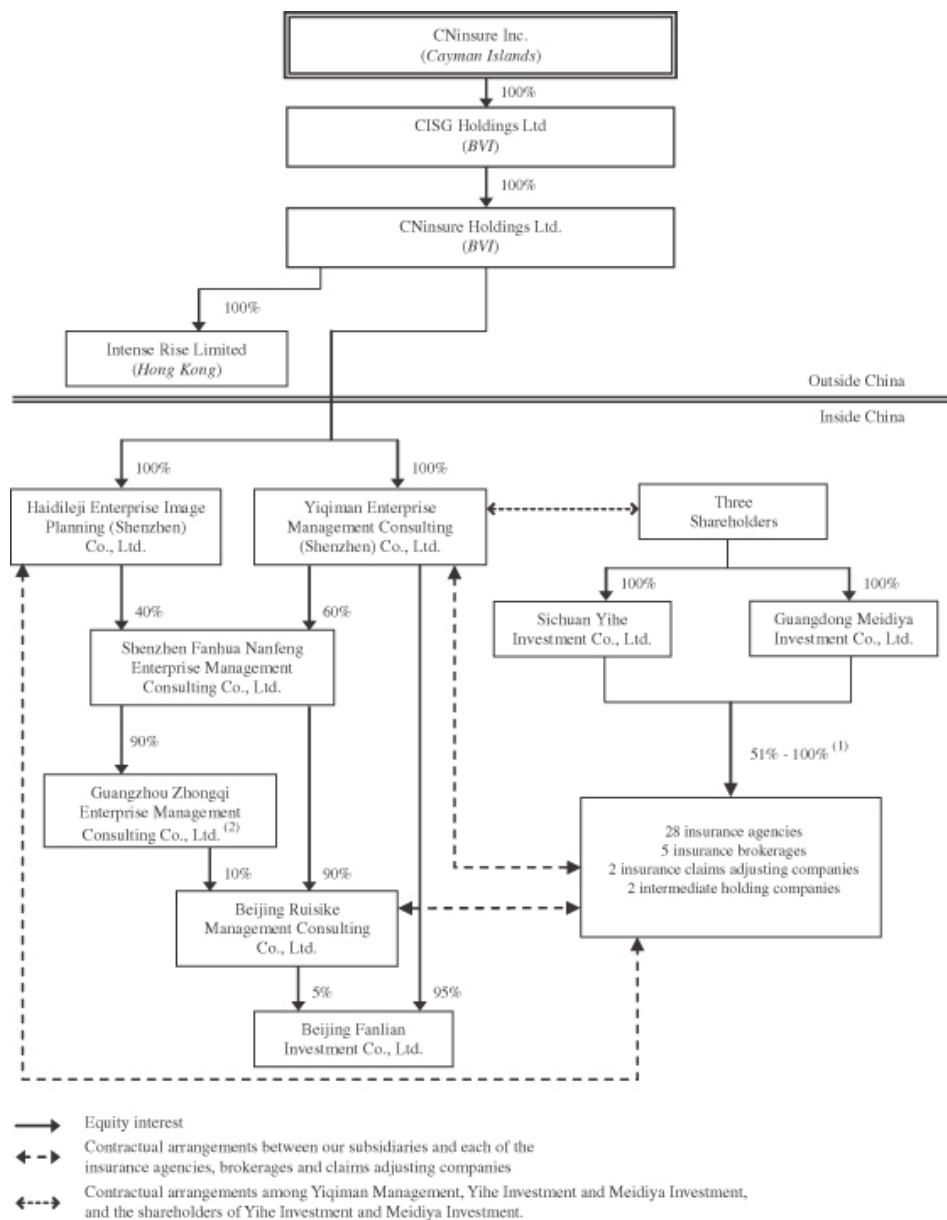 CNinsure Inc.
(Cayman Islands)
100%
CISG Holdings Ltd
(BVI)
100%
CNinsure Holdings Ltd.
(BVI)
100%
Intense Rise Limited
(Hong Kong)
Outside China
Inside China
100%
100%
Haidileji Enterprise Image
Planning (Shenzhen)
Co., Ltd.
Yiqiman Enterprise
Management Consulting
(Shenzhen) Co., Ltd.
Three
Shareholders
40%
60%
100%
100%
Shenzhen Fanhua Nanfeng
Enterprise Management
Consulting Co., Ltd.
Sichuan Yihe
Investment Co., Ltd.
Guangdong Meidiya
Investment Co., Ltd.
90%
51% - 100% (1)
Guangzhou Zhongqi
Enterprise Management
Consulting Co., Ltd. (2)
28 insurance agencies
5 insurance brokerages
2 insurance claims adjusting companies
2 intermediate holding companies
10%
90%
Beijing Ruisike
Management Consulting
Co., Ltd.
5%
95%
Beijing Fanlian
Investment Co., Ltd.
Equity interest
Contractual arrangements between our subsidiaries and each of the
insurance agencies, brokerages and claims adjusting companies
Contractual arrangements among Yiqiman Management, Yihe Investment and Meidiya Investment,
and the shareholders of Yihe Investment and Meidiya Investment.